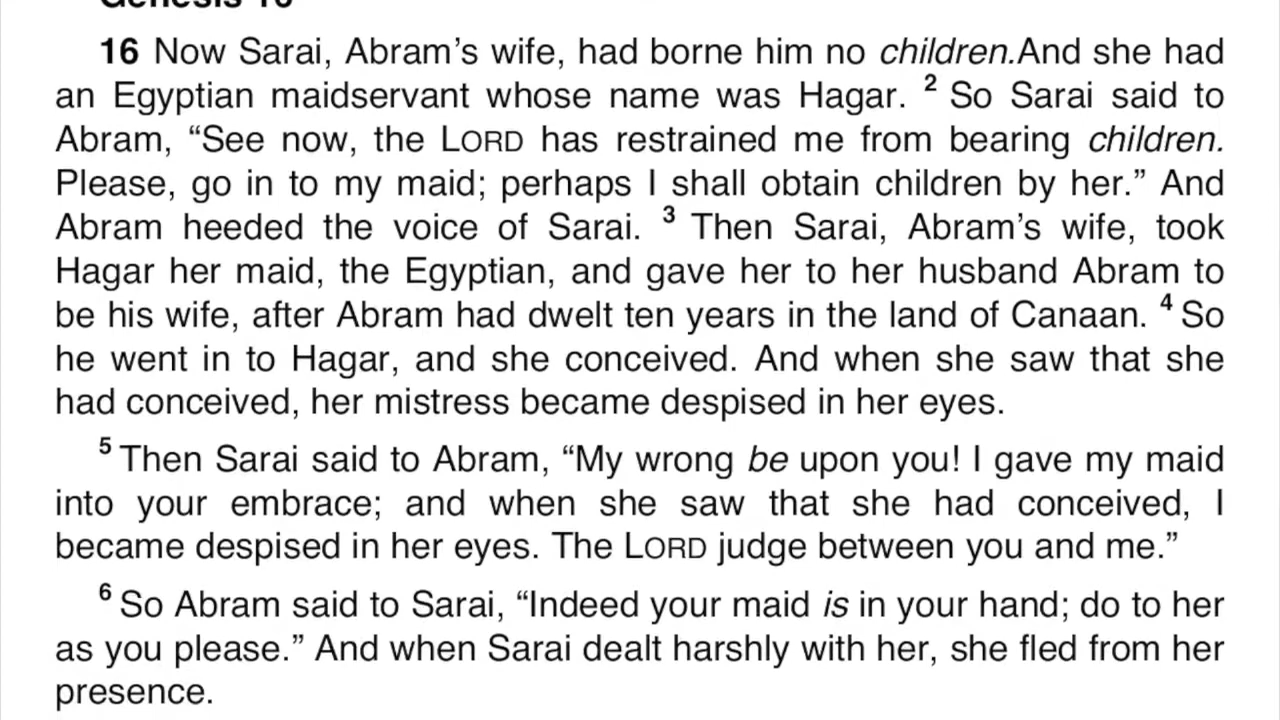 Genesis 16
16 Now Sarai, Abram’s wife, had borne him no children.And she had
an Egyptian maidservant whose name was Hagar. 2 So Sarai said to
Abram, “See now, the LORD has restrained me from bearing children.
Please, go in to my maid; perhaps I shall obtain children by her.” And
Abram heeded the voice of Sarai. 3 Then Sarai, Abram’s wife, took
Hagar her maid, the Egyptian, and gave her to her husband Abram to
be his wife, after Abram had dwelt ten years in the land of Canaan. 4 So
he went in to Hagar, and she conceived. And when she saw that she
had conceived, her mistress became despised in her eyes.
5 Then Sarai said to Abram, “My wrong be upon you! I gave my maid
into your embrace; and when she saw that she had conceived, I
became despised in her eyes. The LORD judge between you and me.”
6 So Abram said to Sarai, “Indeed your maid is in your hand; do to her
as you please.” And when Sarai dealt harshly with her, she fled from her
presence.